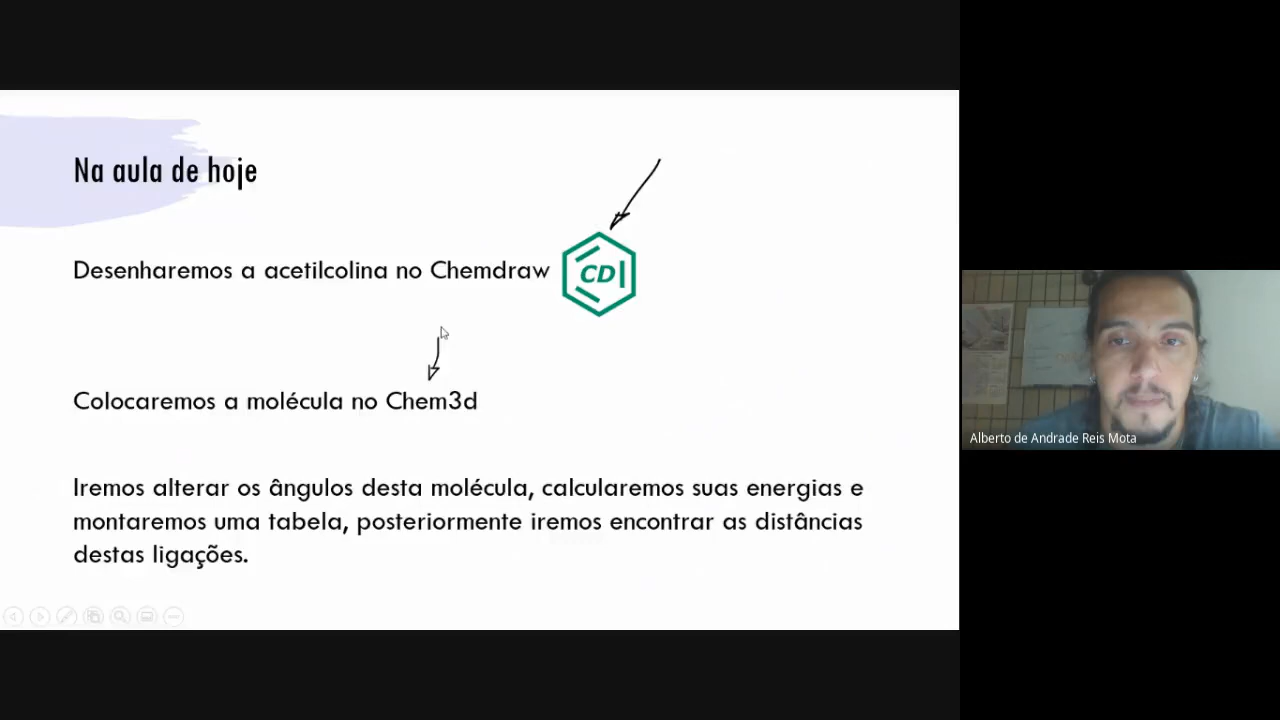 Na aula de hoje
Desenharemos a acetilcolina no Chemdraw
CD
Colocaremos a molécula no Chem3d
Iremos alterar os ângulos desta molécula, calcularemos suas energias e
montaremos uma tabela, posteriormente iremos encontrar as distâncias
destas ligações.
Alberto de Andrade Reis Mota